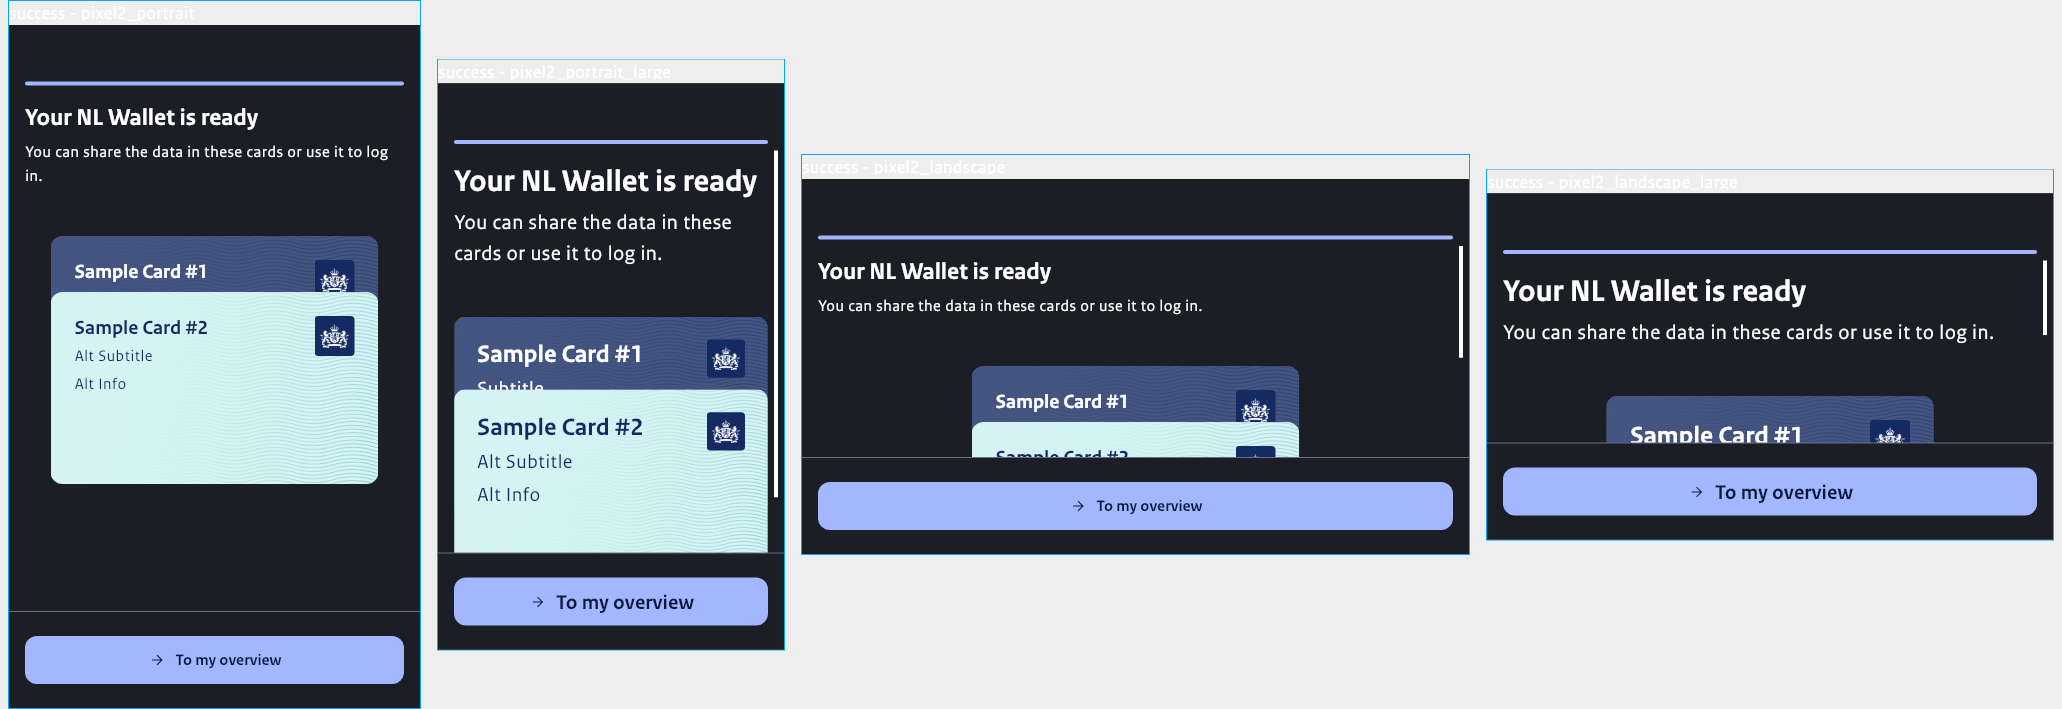 success - pixel2_portrait
Your NL Wallet is ready
You can share the data in these cards or use it to log
in.
Sample Card #1
Sample Card #2
Alt Subtitle
Alt Info
To my overview
success - pixel2_portrait_large
Your NL Wallet is ready
You can share the data in these
cards or use it to log in.
Sample Card #1
Subtitle
Sample Card #2
Alt Subtitle
Alt Info
To my overview
success - pixel2_landscape
Your NL Wallet is ready
You can share the data in these cards or use it to log in.
Sample Card #1
Sample Card #2
To my overview
success - pixel2_landscape_large
Your NL Wallet is ready
You can share the data in these cards or use it to log in.
Sample Card #1
To my overview